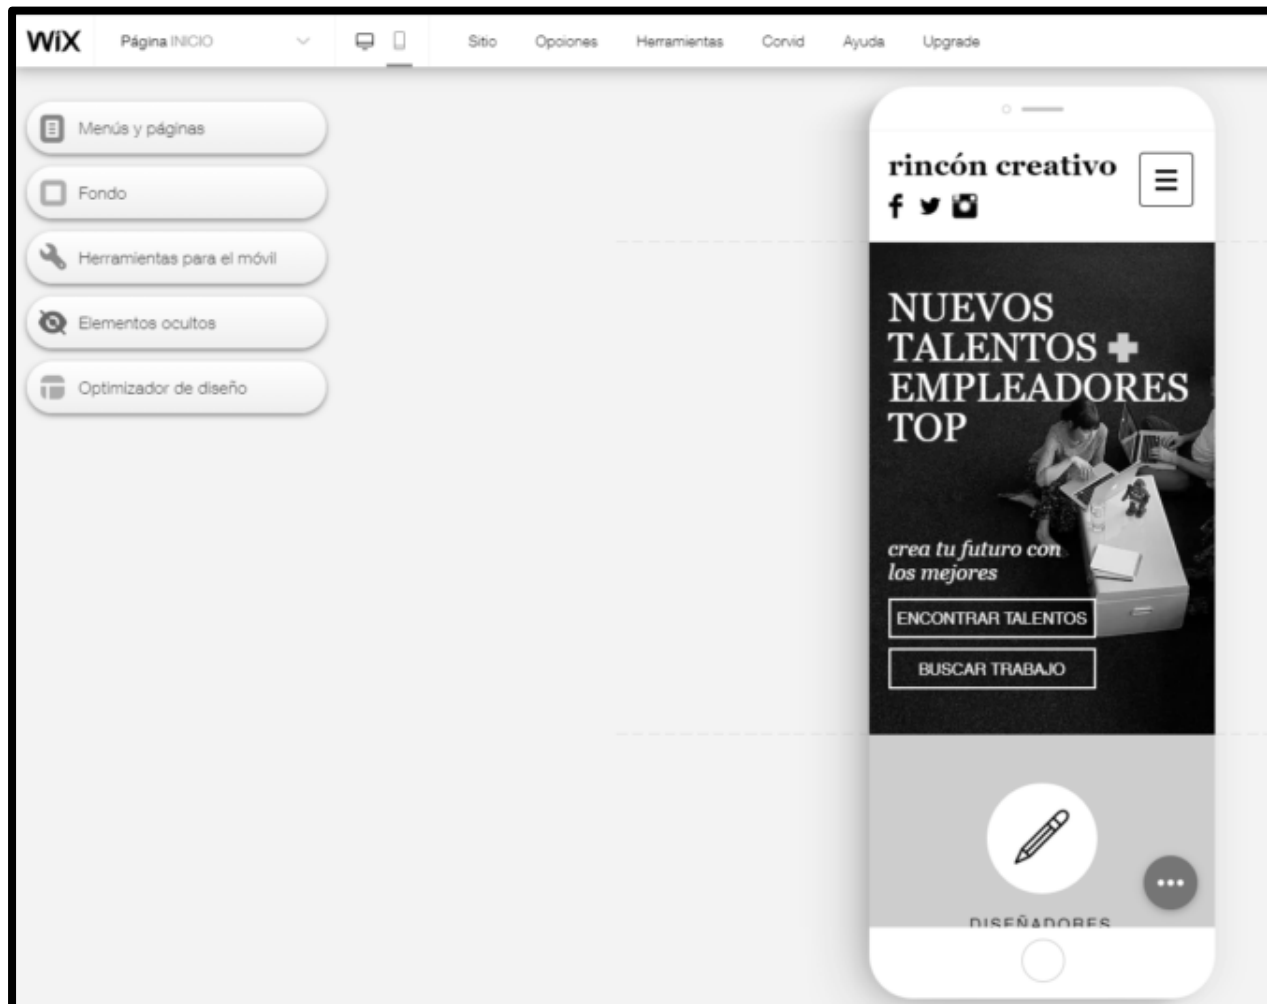 WiX
Página INICIO
Sitio
Opciones
Herramientas
Corvid
Ayuda
Upgrade
Menús y páginas
Fondo
Herramientas para el móvil
Elementos ocultos
Optimizador de diseño
rincón creativo
NUEVOS
TALENTOS +
EMPLEADORES
TOP
crea tu futuro con
los mejores
ENCONTRAR TALENTOS
BUSCAR TRABAJO
DISEÑADORES